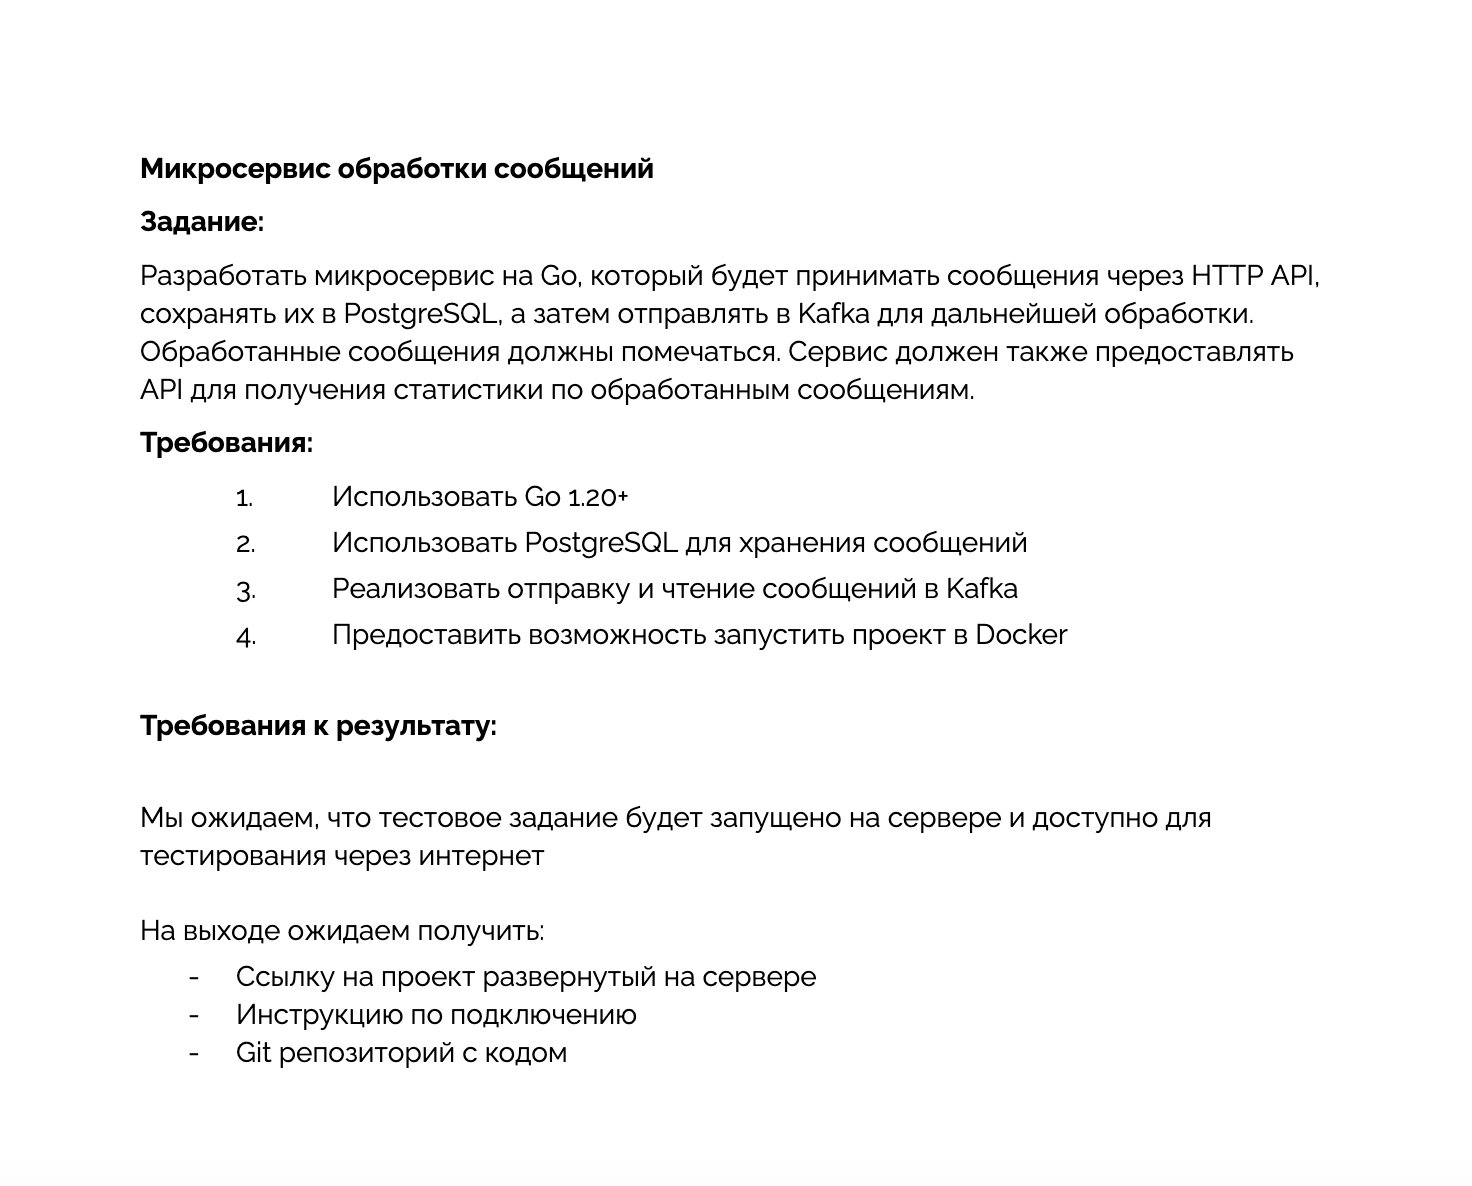 Микросервис обработки сообщений
Задание:
Разработать микросервис на Go, который будет принимать сообщения через HTTP API,
сохранять их в PostgreSQL, а затем отправлять в Kafka для дальнейшей обработки.
Обработанные сообщения должны помечаться. Сервис должен также предоставлять
API для получения статистики по обработанным сообщениям.
Требования:
1. Использовать Go 1.20+
2. Использовать PostgreSQL для хранения сообщений
3. Реализовать отправку и чтение сообщений в Kafka
4. Предоставить возможность запустить проект в Docker
Требования к результату:
Мы ожидаем, что тестовое задание будет запущено на сервере и доступно для
тестирования через интернет
На выходе ожидаем получить:
- Ссылку на проект развернутый на сервере
- Инструкцию по подключению
- Git репозиторий с кодом